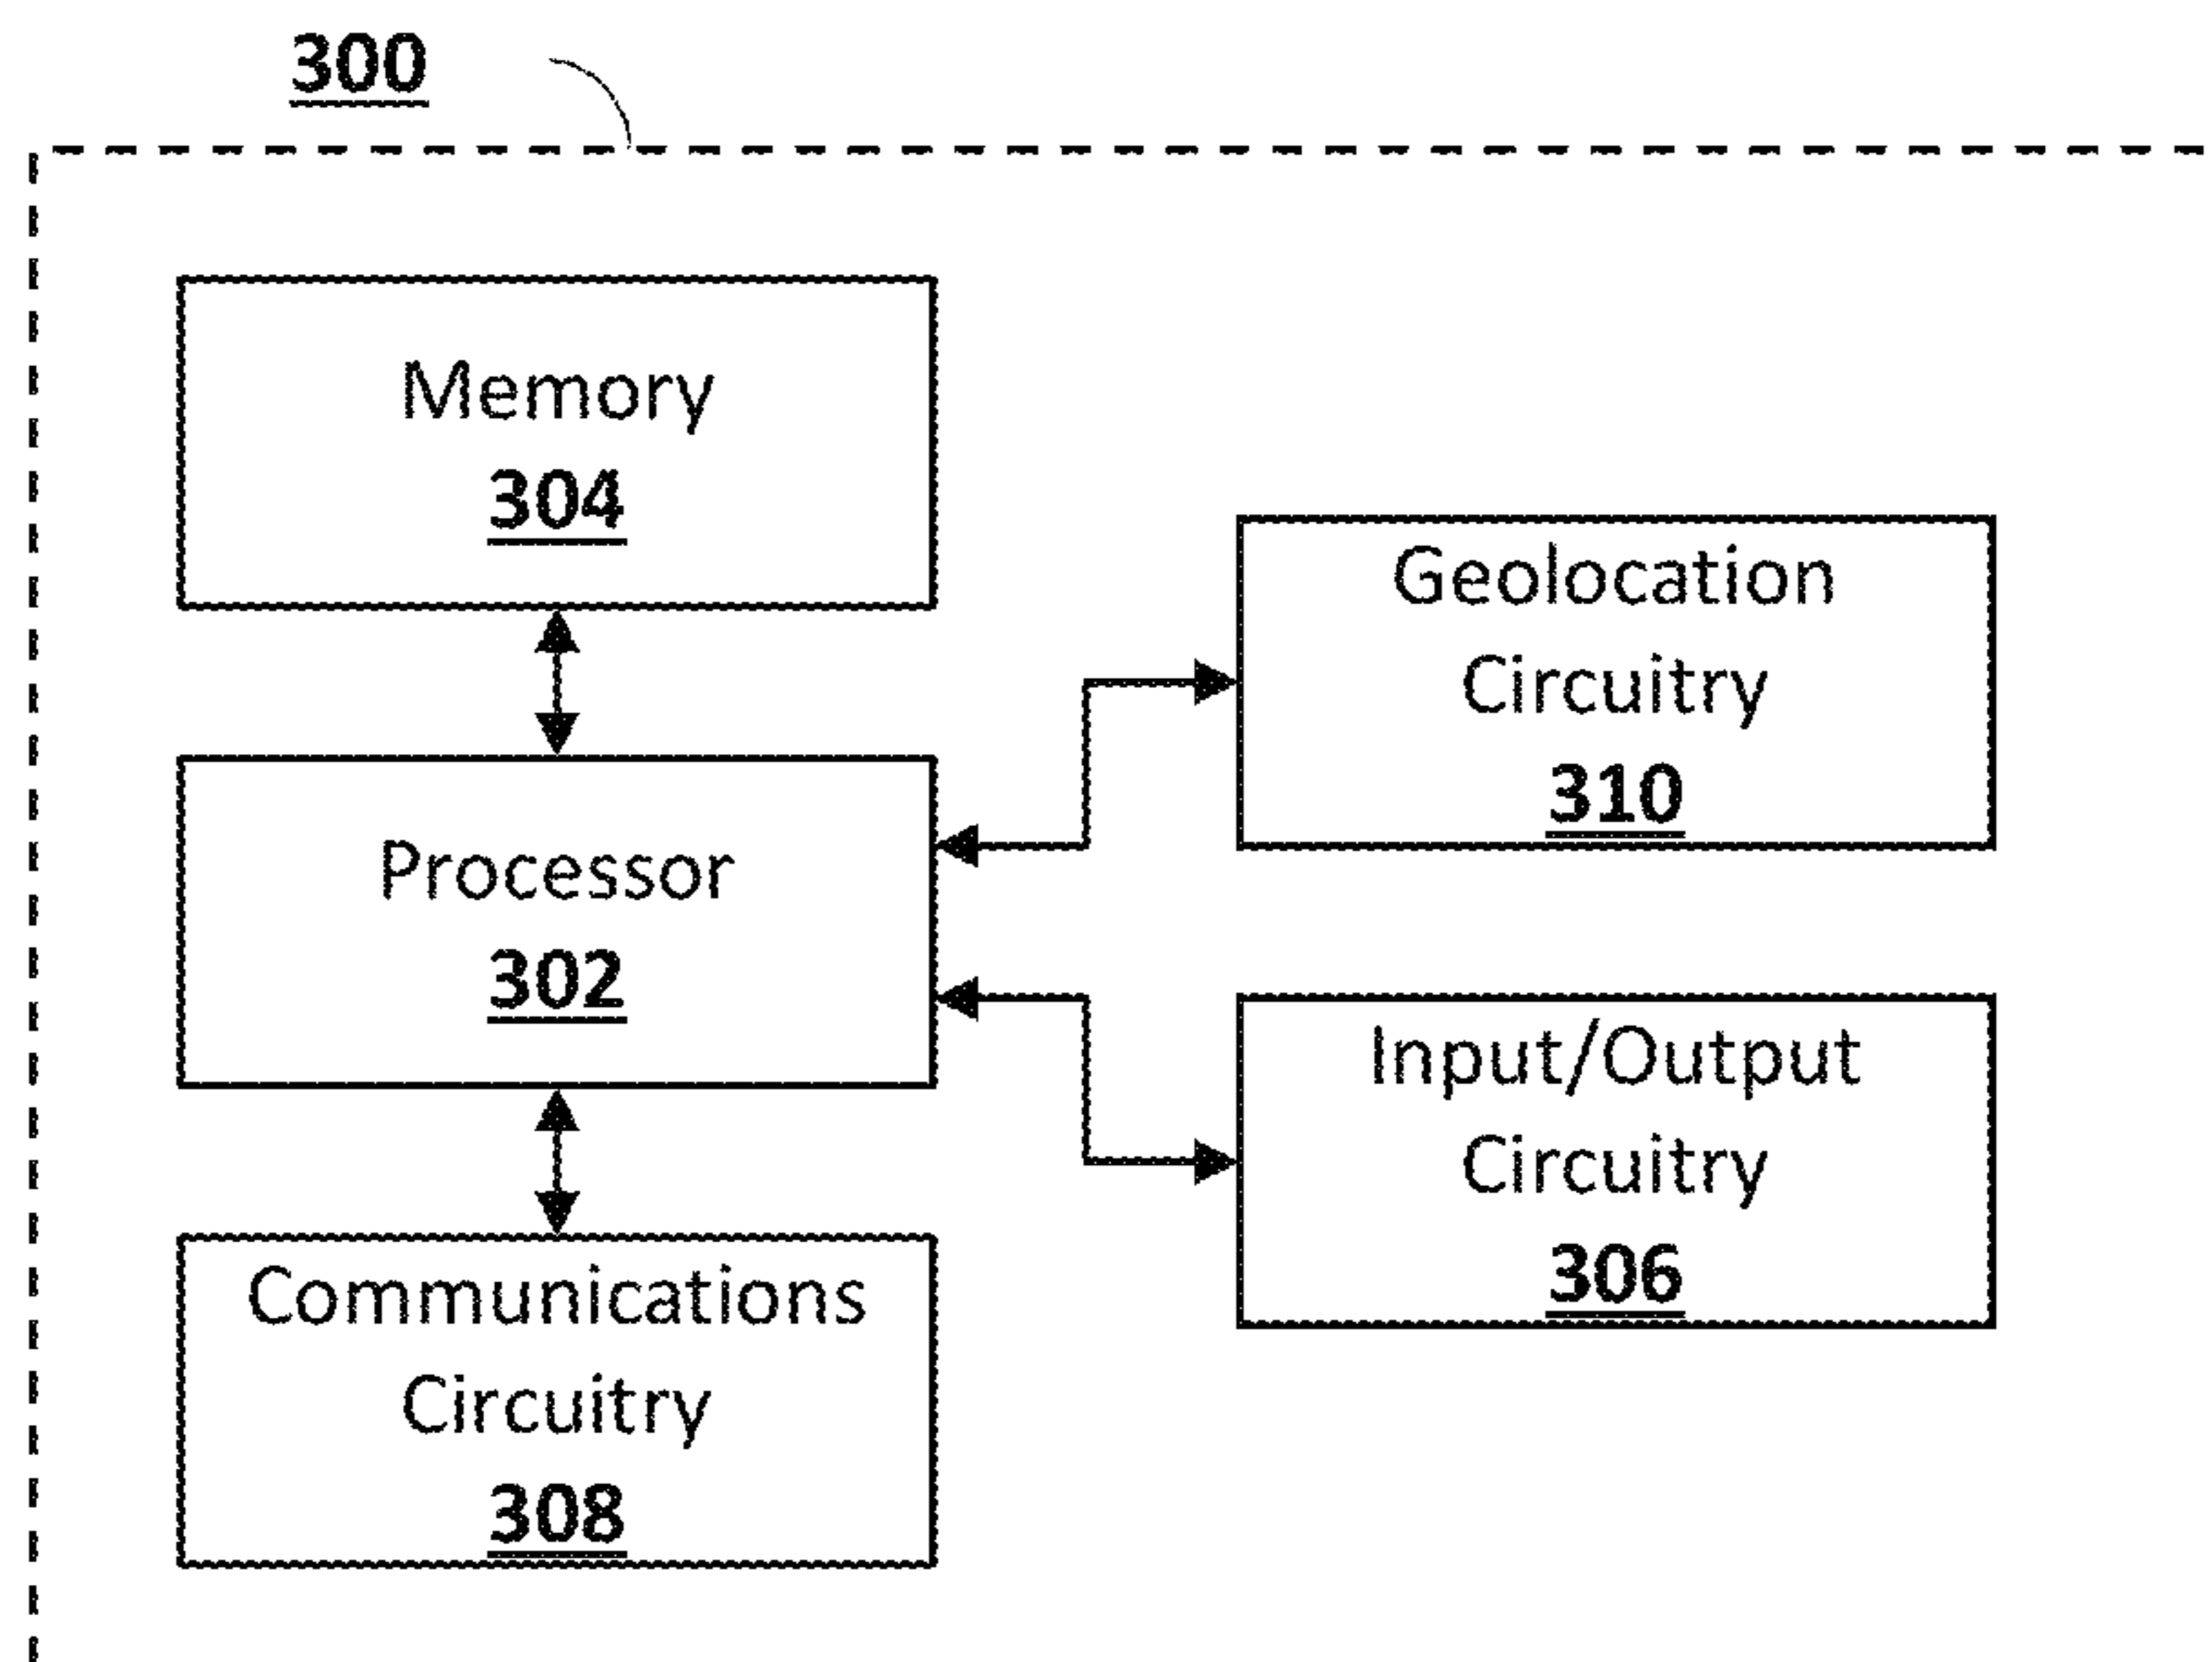 300
Memory
304
Geolocation
Circuitry
310
Processor
302
Input/Output
Circuitry
306
Communications
Circuitry
308